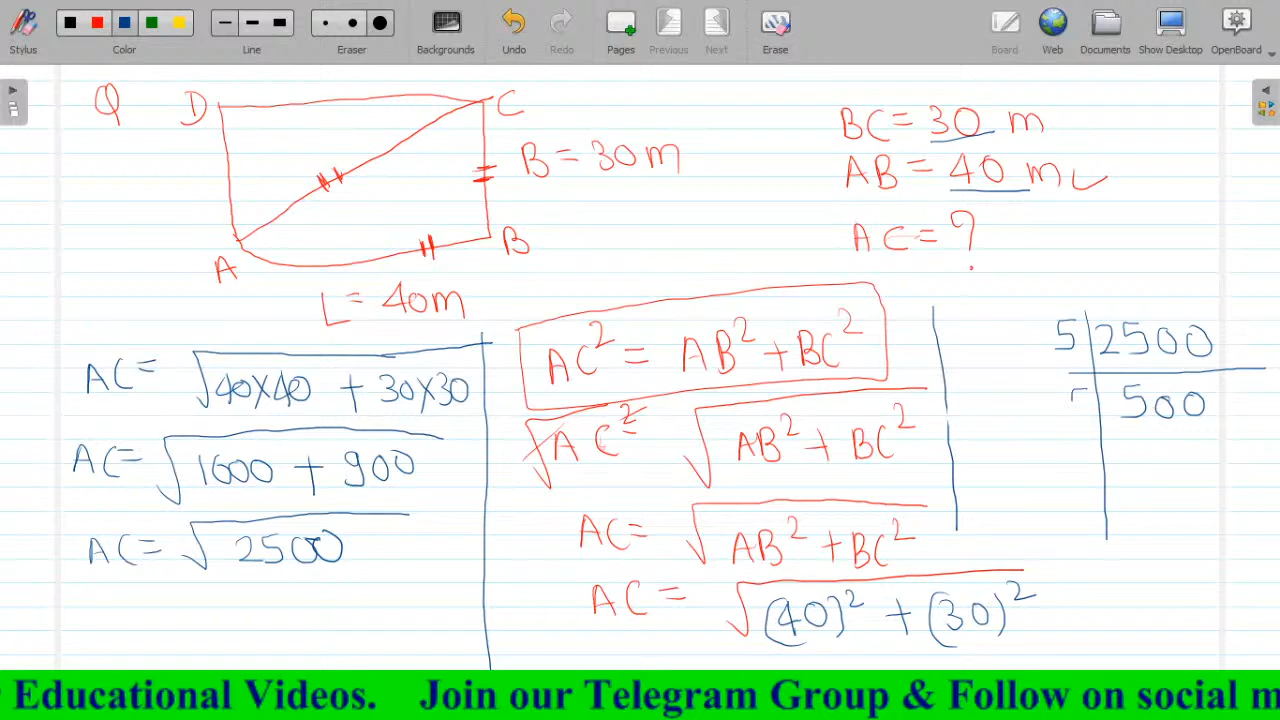 Stylus
Color
Line
Eraser
Backgrounds
Undo
Redo
Pages
Previous
Next
Erase
Board
Web
Documents
Show Desktop
OpenBoard
Q
D
C
B = 30m
A
B
L = 40m
BC = 30 m
AB = 40 m
AC = ?
AC² = AB² + BC²
√AC² √AB² + BC²
AC = √AB² + BC²
AC = √(40)² + (30)²
AC = √40×40 + 30×30
AC = √1600 + 900
AC = √2500
5 2500
500
Educational Videos. Join our Telegram Group & Follow on social